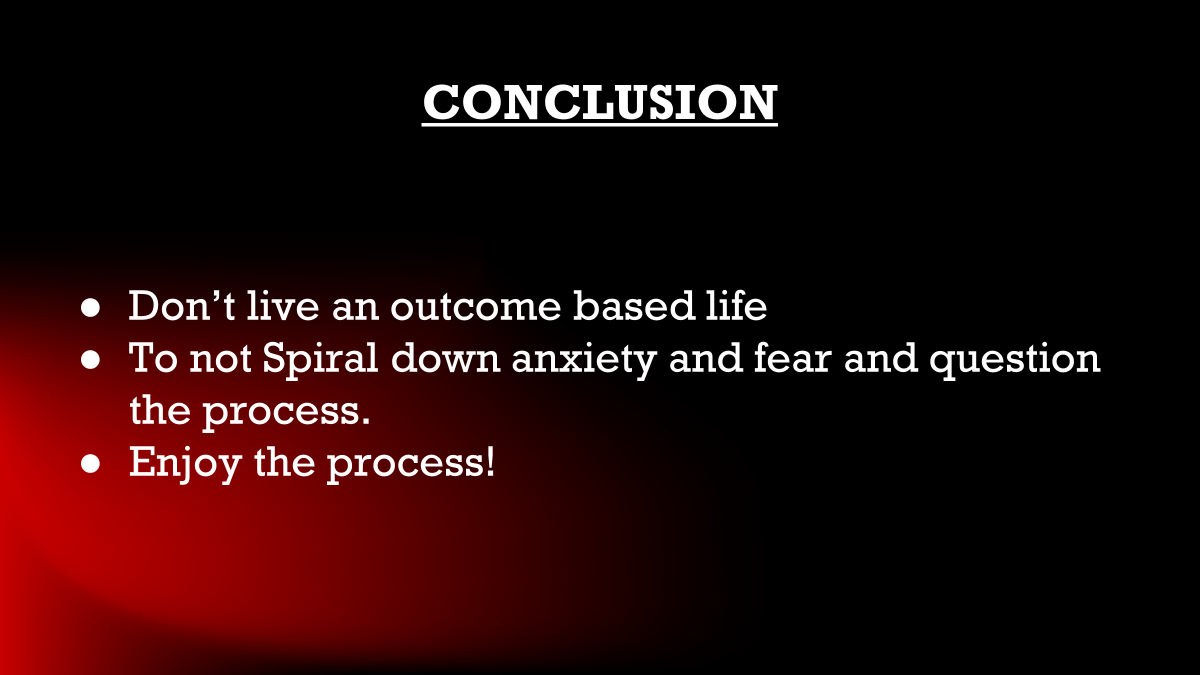 CONCLUSION
● Don’t live an outcome based life
● To not Spiral down anxiety and fear and question
the process.
● Enjoy the process!